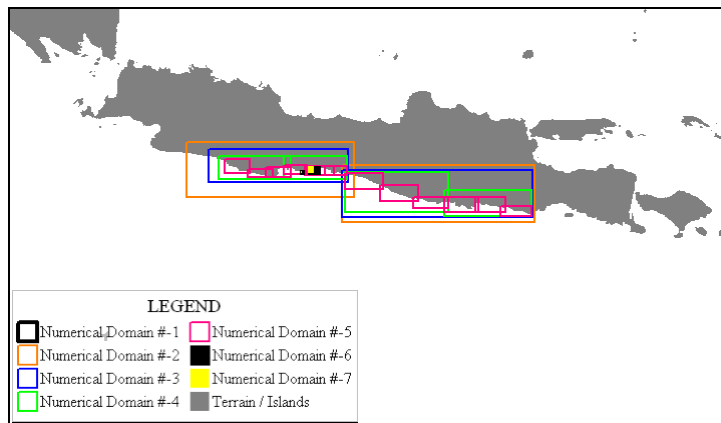 LEGEND
Numerical Domain #-1
Numerical Domain #-2
Numerical Domain #-3
Numerical Domain #-4
Numerical Domain #-5
Numerical Domain #-6
Numerical Domain #-7
Terrain / Islands